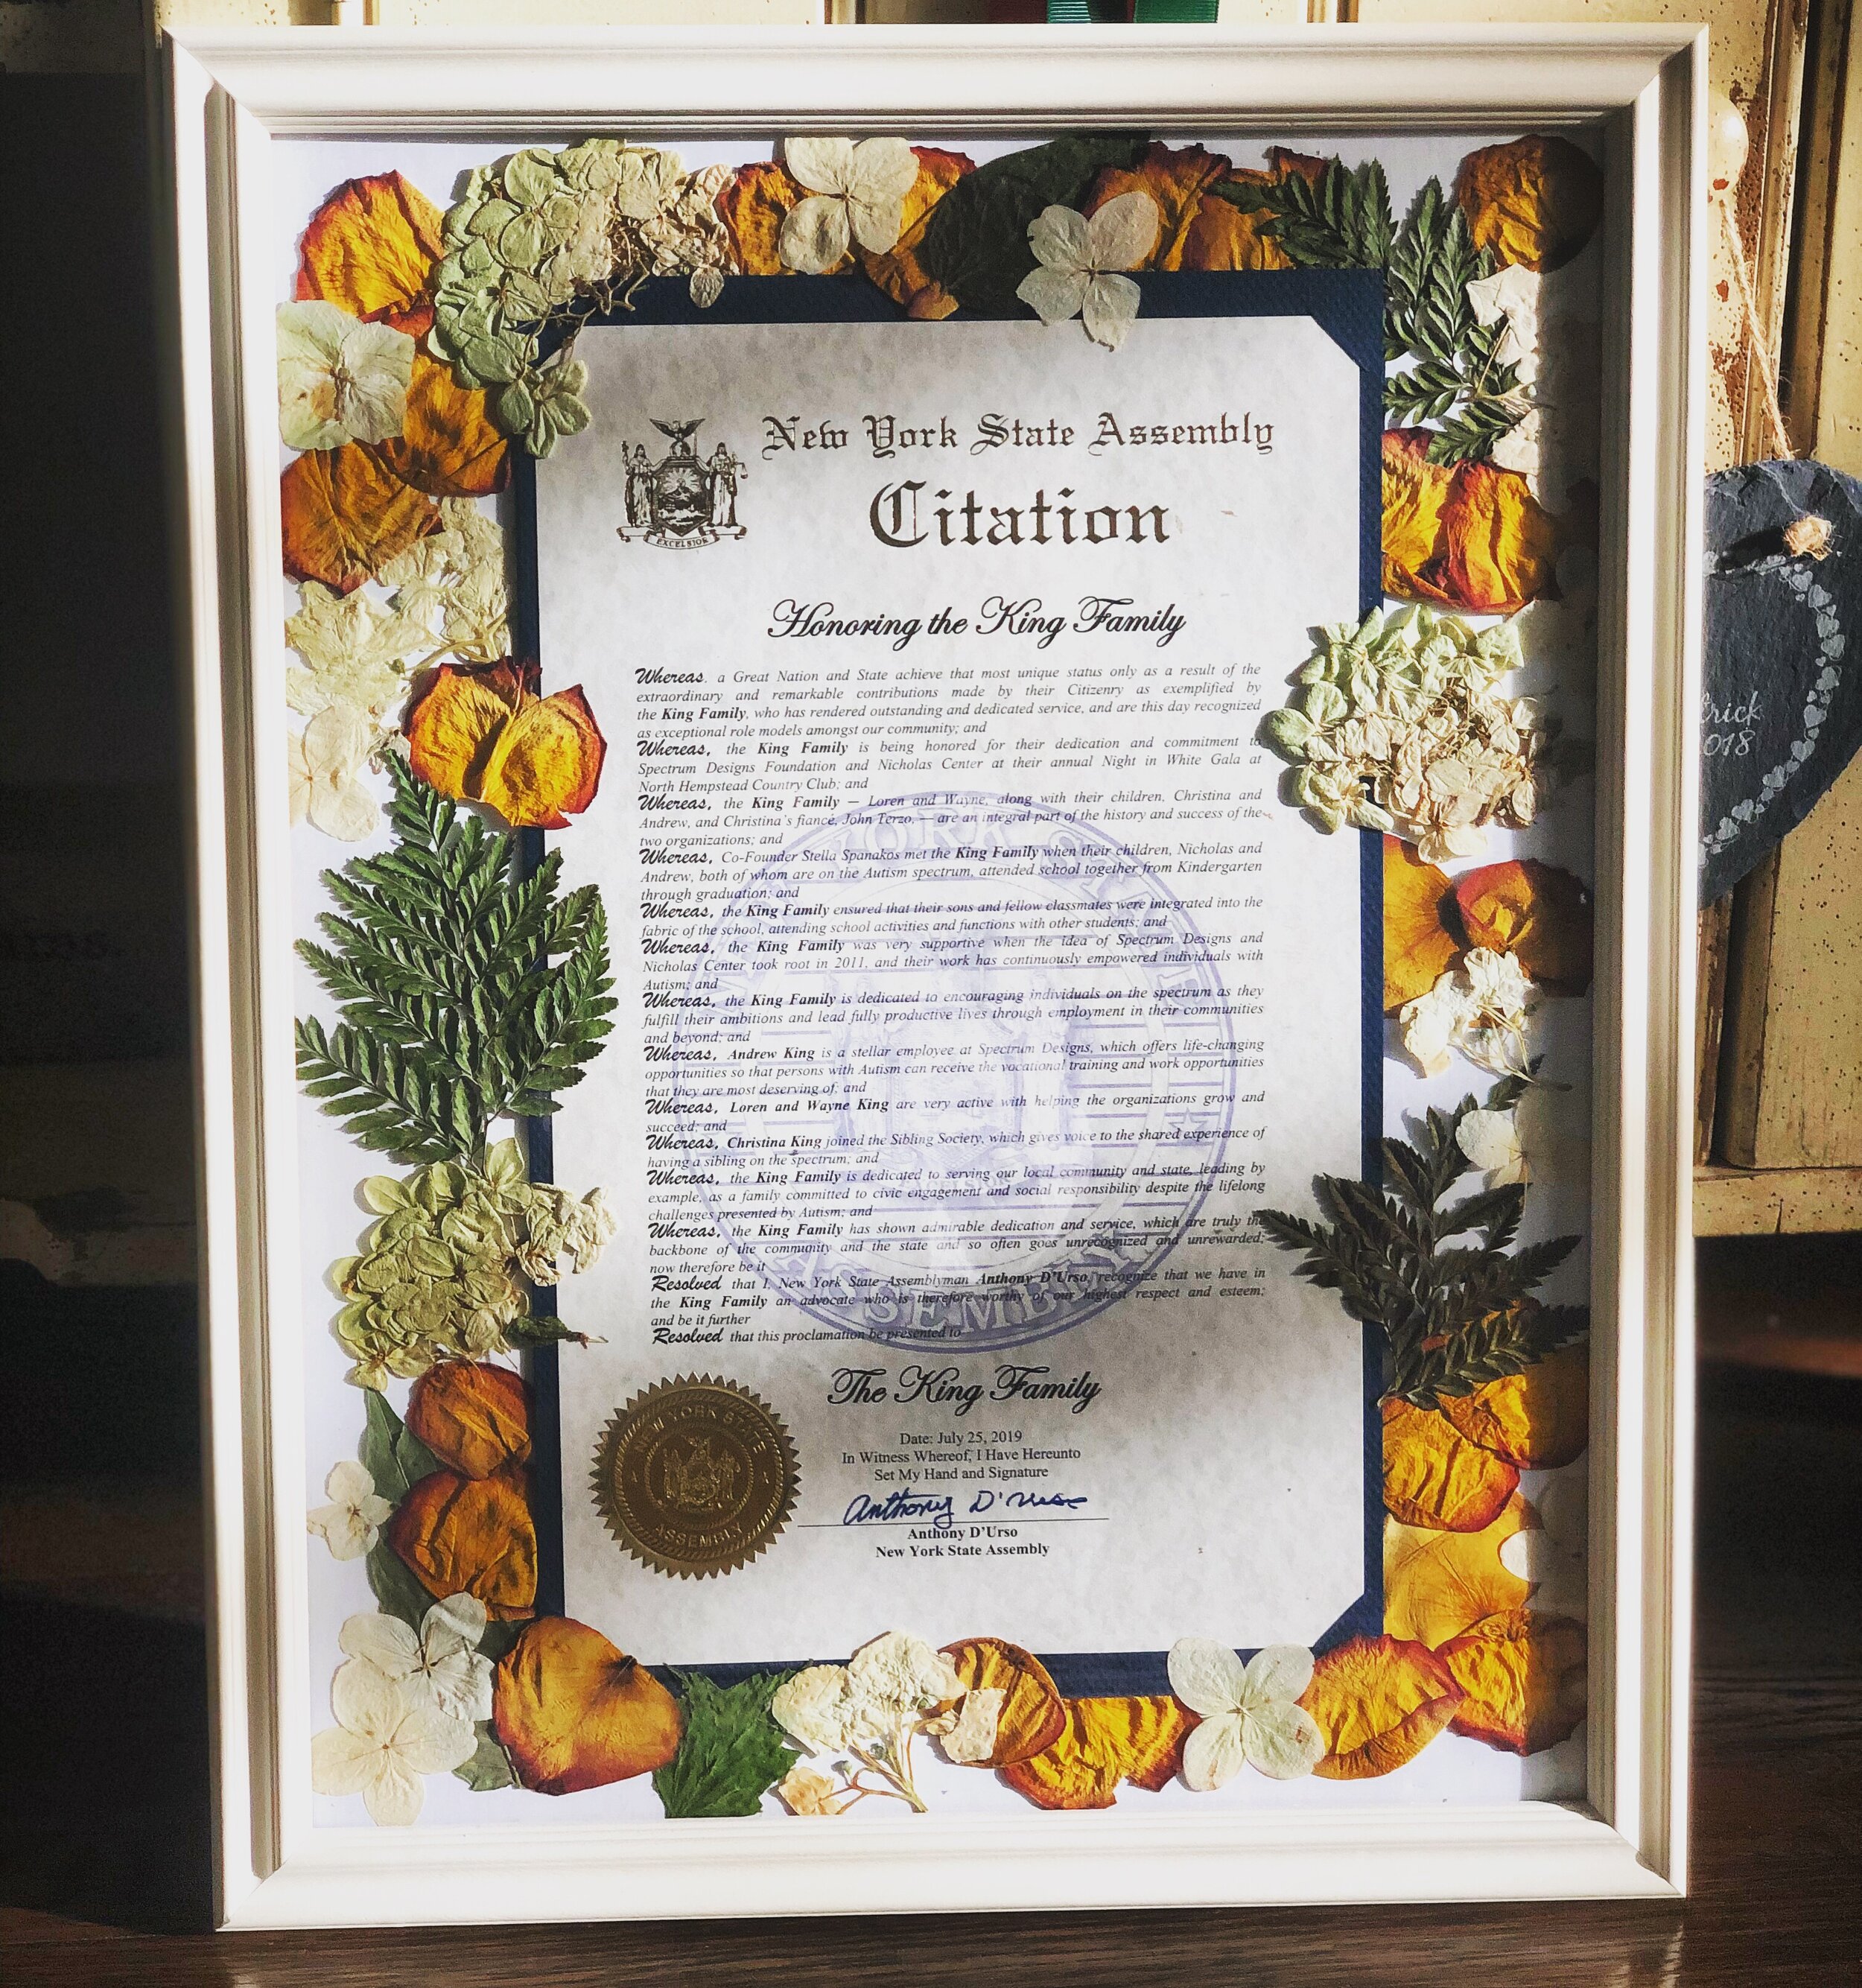 New York State Assembly
Citation
EXCELSIOR
Honoring the King Family
Whereas, a Great Nation and State achieve that most unique status only as a result of the
extraordinary and remarkable contributions made by their Citizenry as exemplified by
the King Family, who has rendered outstanding and dedicated service, and are this day recognized
as exceptional role models amongst our community; and
Whereas, the King Family is being honored for their dedication and commitment to
Spectrum Designs Foundation and Nicholas Center at their annual Night in White Gala at
North Hempstead Country Club; and
Whereas, the King Family – Loren and Wayne, along with their children, Christina and
Andrew, and Christina's fiancé, John Terzo, — are an integral part of the history and success of the
two organizations; and
Whereas, Co-Founder Stella Spanakos met the King Family when their children, Nicholas and
Andrew, both of whom are on the Autism spectrum, attended school together from Kindergarten
through graduation; and
Whereas, the King Family ensured that their sons and fellow classmates were integrated into the
fabric of the school, attending school activities and functions with other students; and
Whereas, the King Family was very supportive when the idea of Spectrum Designs and
Nicholas Center took root in 2011, and their work has continuously empowered individuals with
Autism; and
Whereas, the King Family is dedicated to encouraging individuals on the spectrum as they
fulfill their ambitions and lead fully productive lives through employment in their communities
and beyond; and
Whereas, Andrew King is a stellar employee at Spectrum Designs, which offers life-changing
opportunities so that persons with Autism can receive the vocational training and work opportunities
that they are most deserving of; and
Whereas, Loren and Wayne King are very active with helping the organizations grow and
succeed; and
Whereas, Christina King joined the Sibling Society, which gives voice to the shared experience of
having a sibling on the spectrum; and
Whereas, the King Family is dedicated to serving our local community and state, leading by
example, as a family committed to civic engagement and social responsibility despite the lifelong
challenges presented by Autism; and
Whereas, the King Family has shown admirable dedication and service, which are truly the
backbone of the community and the state and so often goes unrecognized and unrewarded;
now therefore be it
Resolved that I, New York State Assemblyman Anthony D'Urso, recognize that we have in
the King Family an advocate who is therefore worthy of our highest respect and esteem;
and be it further
Resolved that this proclamation be presented to
The King Family
Date: July 25, 2019
In Witness Whereof, I Have Hereunto
Set My Hand and Signature
Anthony D'Urso
Anthony D'Urso
New York State Assembly
NEW YORK STATE
ASSEMBLY
trick
018